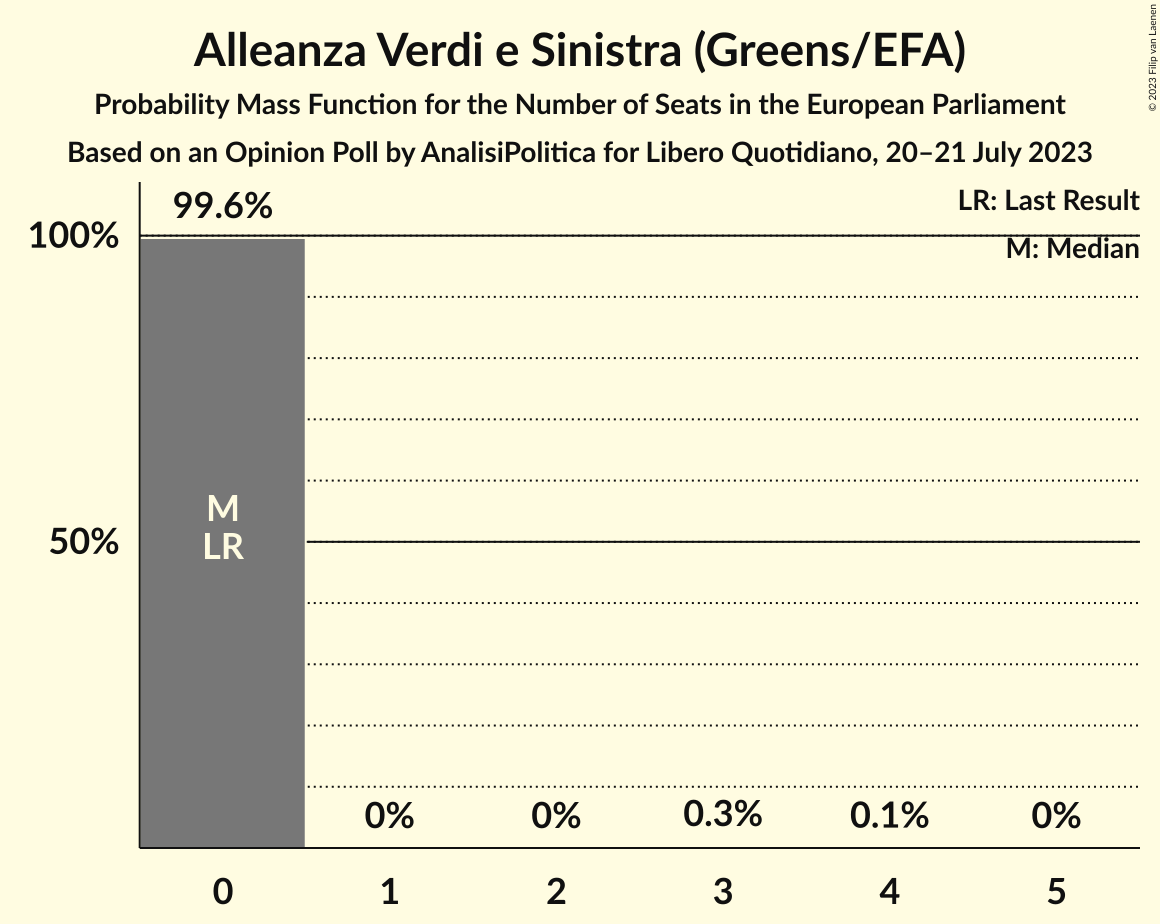 Alleanza Verdi e Sinistra (Greens/EFA)
Probability Mass Function for the Number of Seats in the European Parliament
Based on an Opinion Poll by AnalisiPolitica for Libero Quotidiano, 20–21 July 2023
© 2023 Filip van Laenen
99.6%
LR: Last Result
100%
M: Median
M
LR
50%
0% 0% 0.3% 0.1% 0%
0 1 2 3 4 5